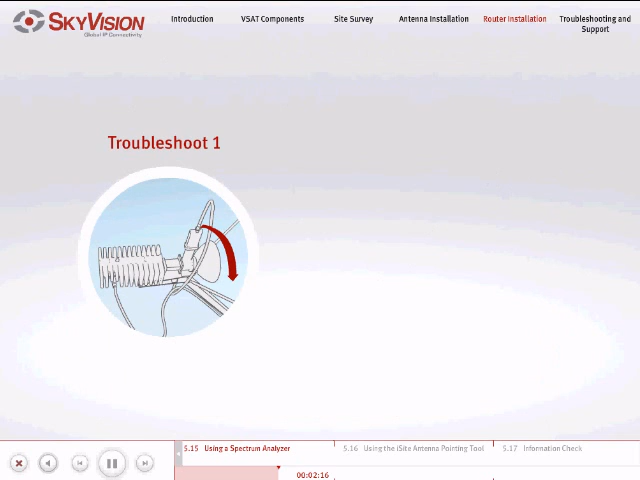 SKYVISION
Global IP Connectivity
Introduction
VSAT Components
Site Survey
Antenna Installation
Router Installation
Troubleshooting and
Support
Troubleshoot 1
5.15 Using a Spectrum Analyzer
5.16 Using the iSite Antenna Pointing Tool
5.17 Information Check
00:02:16